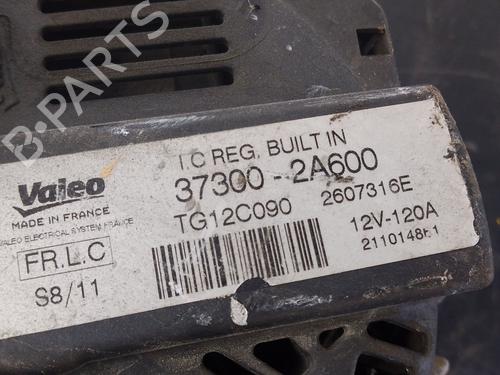 B-PARTS
I.C REG. BUILT IN
37300-2A600
TG12C090 2607316E
12V-120A
Valeo
MADE IN FRANCE
VALEO ELECTRICAL SYSTEM FRANCE
FR.L.C
S8/11